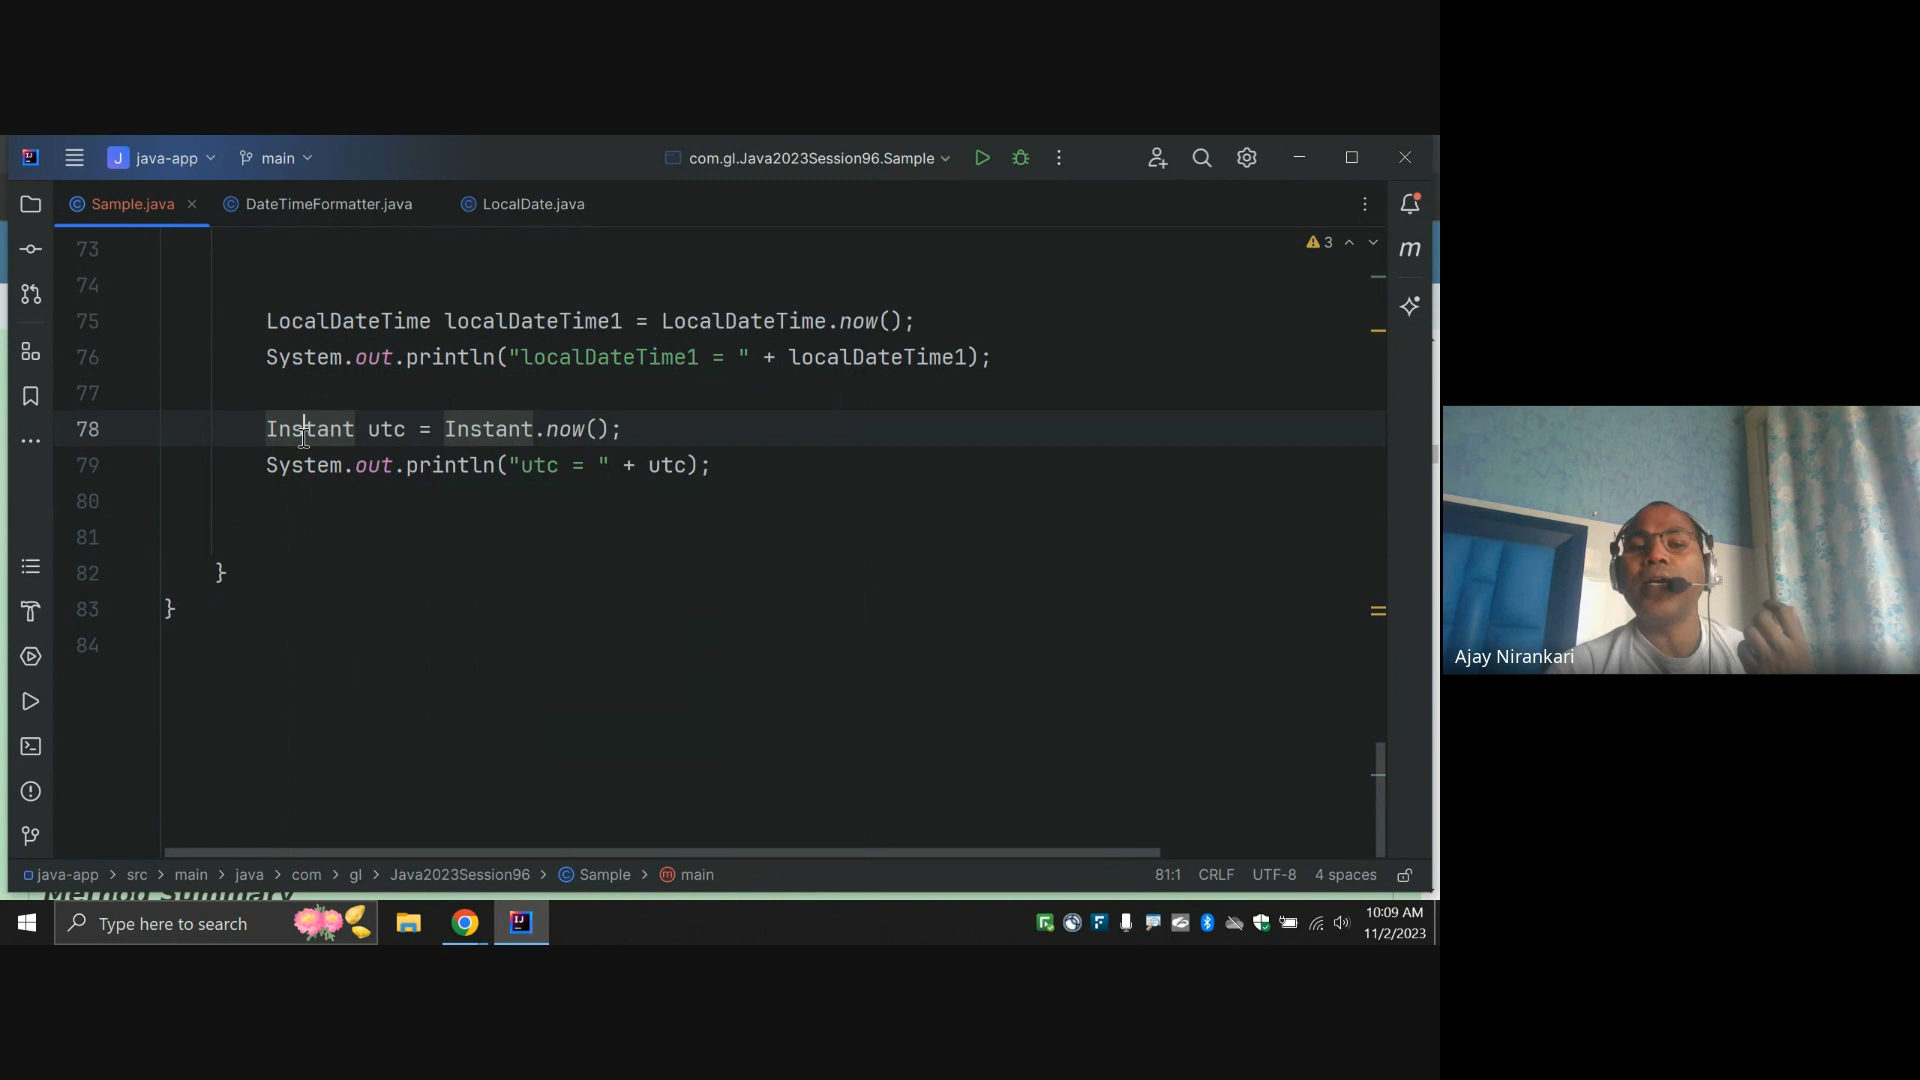 J java-app main com.gl.Java2023Session96.Sample
Sample.java DateTimeFormatter.java LocalDate.java
73
3
74
75 LocalDateTime localDateTime1 = LocalDateTime.now();
76 System.out.println("localDateTime1 = " + localDateTime1);
77
78 Instant utc = Instant.now();
79 System.out.println("utc = " + utc);
80
81
82 }
83 }
84
java-app > src > main > java > com > gl > Java2023Session96 > Sample > main 81:1 CRLF UTF-8 4 spaces
Method Summary
Type here to search
10:09 AM
11/2/2023
Ajay Nirankari